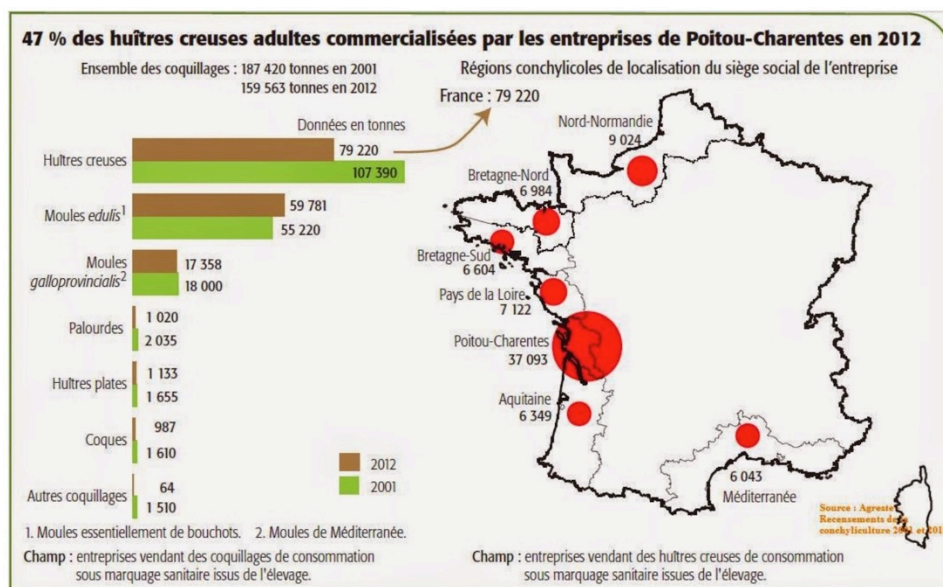 47 % des huîtres creuses adultes commercialisées par les entreprises de Poitou-Charentes en 2012
Ensemble des coquillages : 187 420 tonnes en 2001
159 563 tonnes en 2012
Données en tonnes
Huîtres creuses
79 220
107 390
Moules edulis¹
59 781
55 220
Moules
galloprovincialis²
17 358
18 000
Palourdes
1 020
2 035
Huîtres plates
1 133
1 655
Coques
987
1 610
Autres coquillages
64
1 510
2012
2001
1. Moules essentiellement de bouchots. 2. Moules de Méditerranée.
Champ : entreprises vendant des coquillages de consommation
sous marquage sanitaire issus de l'élevage.
Régions conchylicoles de localisation du siège social de l'entreprise
France : 79 220
Nord-Normandie
9 024
Bretagne-Nord
6 984
Bretagne-Sud
6 604
Pays de la Loire
7 122
Poitou-Charentes
37 093
Aquitaine
6 349
6 043
Méditerranée
Source : Agreste
Recensements de
conchyliculture et
Champ : entreprises vendant des huîtres creuses de consommation
sous marquage sanitaire issues de l'élevage.